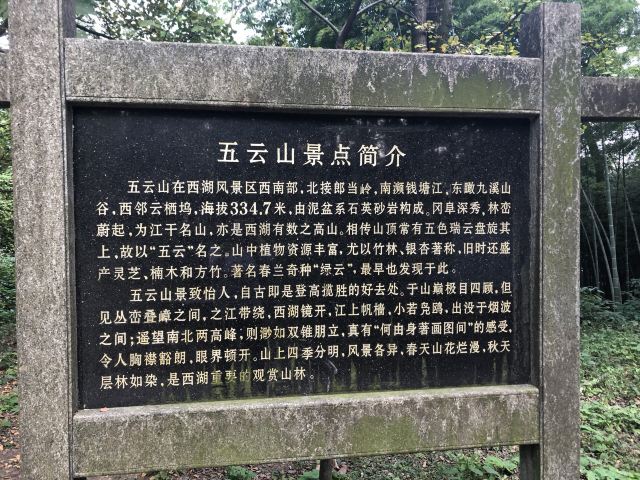 五云山景点简介
五云山在西湖风景区西南部,北接郎当岭,南濒钱塘江,东瞰九溪山
谷,西邻云栖坞,海拔334.7米,由泥盆系石英砂岩构成。冈阜深秀,林峦
蔚起,为江干名山,亦是西湖有数之高山。相传山顶常有五色瑞云盘旋其
上,故以“五云”名之。山中植物资源丰富,尤以竹林、银杏著称,旧时还盛
产灵芝,楠木和方竹。著名春兰奇种“绿云”,最早也发现于此。
五云山景致怡人,自古即是登高揽胜的好去处。于山巅极目四顾,但
见丛峦叠嶂之间,之江带绕,西湖镜开,江上帆樯,小若凫鸥,出没于烟波
之间;遥望南北两高峰,则渺如双锥朋立,真有“何由身著画图间”的感受,
令人胸襟豁朗,眼界顿开。山上四季分明,风景各异,春天山花烂漫,秋天
层林如染,是西湖重要的观赏山林。